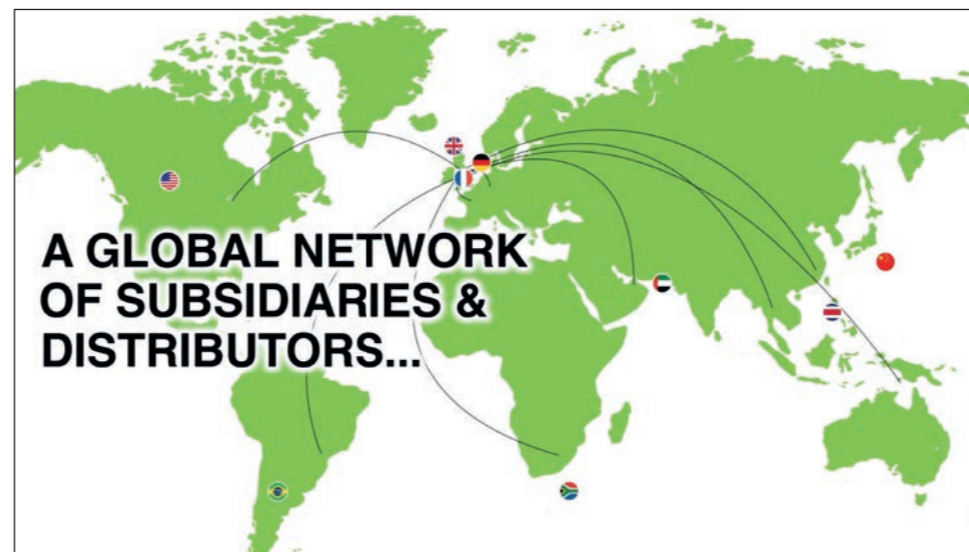 A GLOBAL NETWORK
OF SUBSIDIARIES &
DISTRIBUTORS...